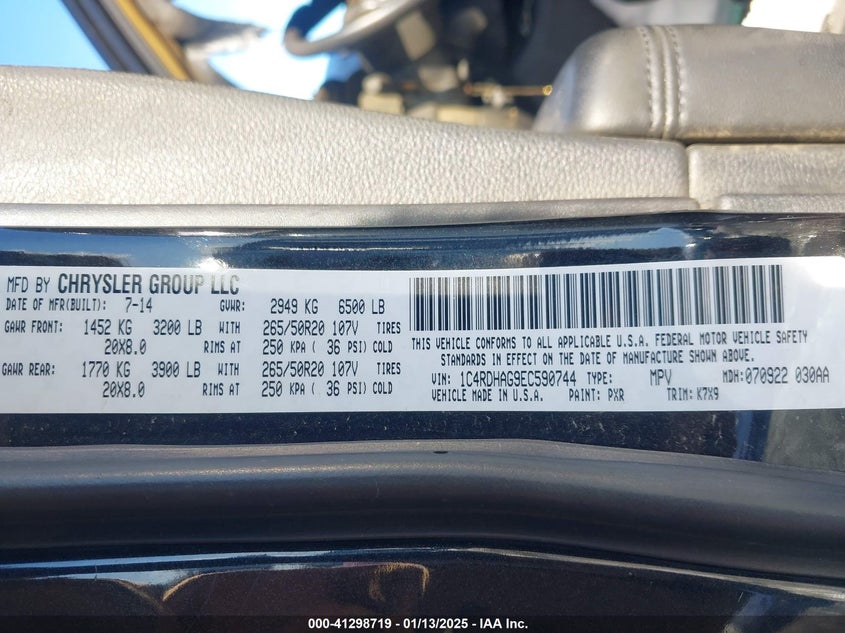 MFD BY CHRYSLER GROUP LLC
DATE OF MFR(BUILT): 7-14 GVWR: 2949 KG 6500 LB
GAWR FRONT: 1452 KG 3200 LB WITH 265/50R20 107V TIRES
20X8.0 RIMS AT 250 KPA ( 36 PSI) COLD
GAWR REAR: 1770 KG 3900 LB WITH 265/50R20 107V TIRES
20X8.0 RIMS AT 250 KPA ( 36 PSI) COLD
THIS VEHICLE CONFORMS TO ALL APPLICABLE U.S.A. FEDERAL MOTOR VEHICLE SAFETY
STANDARDS IN EFFECT ON THE DATE OF MANUFACTURE SHOWN ABOVE.
VIN: 1C4RDHAG9EC590744 TYPE: MPV MDH: 070922 030AA
VEHICLE MADE IN U.S.A. PAINT: PXR TRIM: K7X9
000-41298719 - 01/13/2025 - IAA Inc.